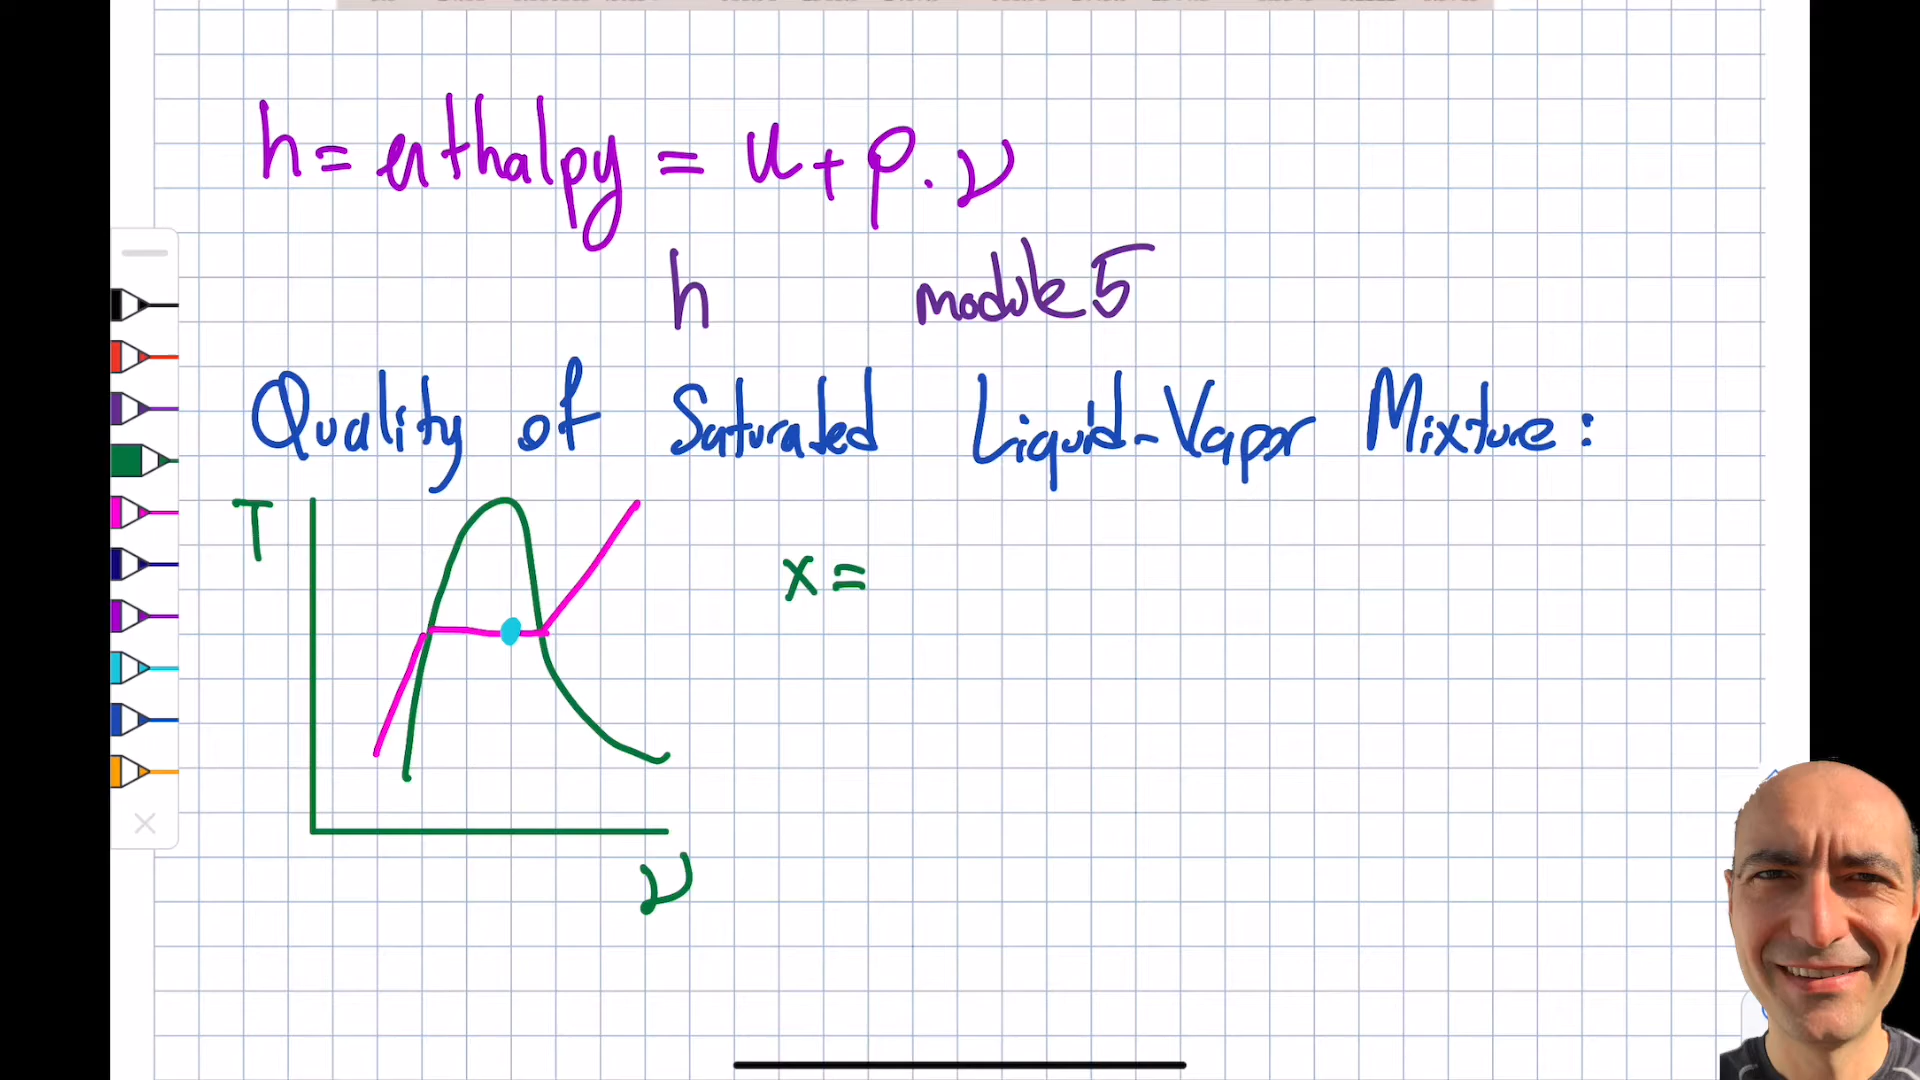 h = enthalpy = u + p . ν
h module 5
Quality of Saturated Liquid-Vapor Mixture:
T
x =
ν